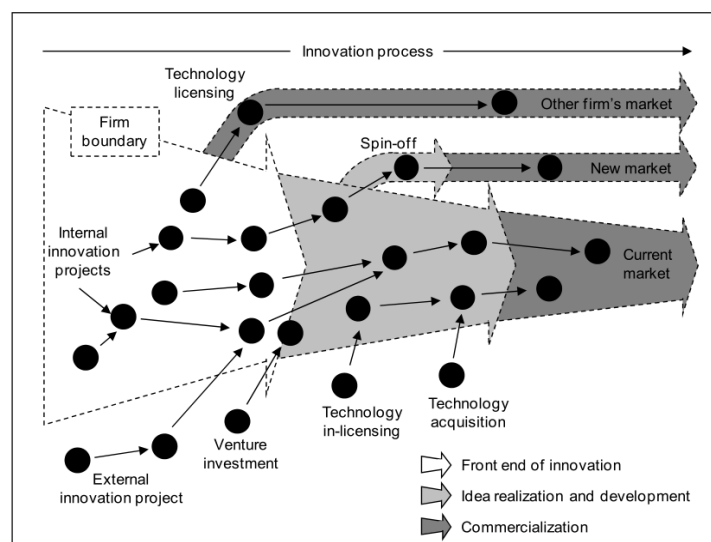 Innovation process
Technology
licensing
Other firm's market
Firm
boundary
Spin-off
New market
Internal
innovation
projects
Current
market
Technology
in-licensing
Technology
acquisition
Venture
investment
External
innovation project
Front end of innovation
Idea realization and development
Commercialization